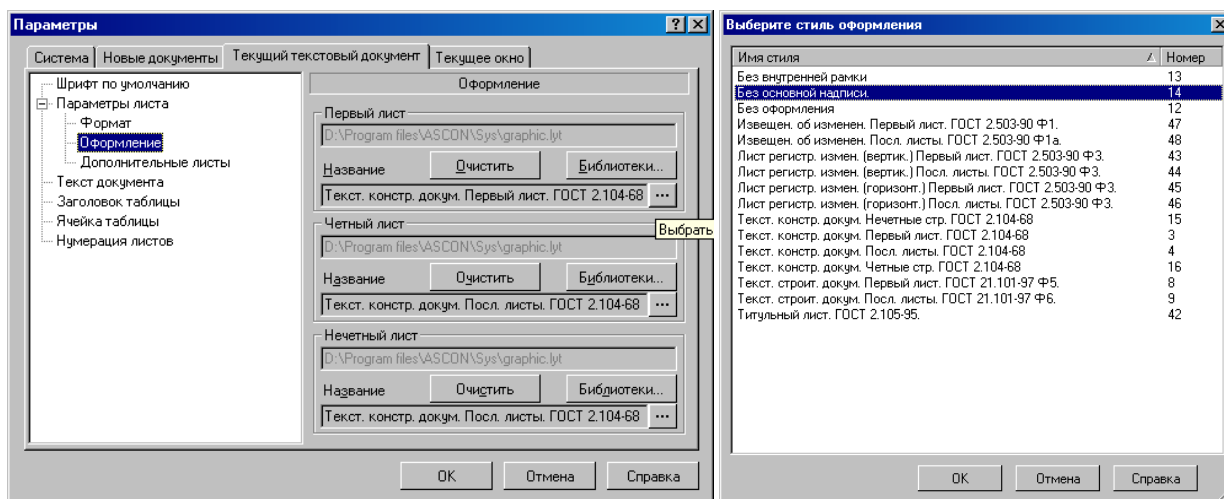 Параметры
Система
Новые документы
Текущий текстовый документ
Текущее окно
Шрифт по умолчанию
Параметры листа
Формат
Оформление
Дополнительные листы
Текст документа
Заголовок таблицы
Ячейка таблицы
Нумерация листов
Оформление
Первый лист
D:\Program files\ASCON\Sys\graphic.lyt
Название
Очистить
Библиотеки...
Текст. констр. докум. Первый лист. ГОСТ 2.104-68 ...
Выбрать
Четный лист
D:\Program files\ASCON\Sys\graphic.lyt
Название
Очистить
Библиотеки...
Текст. констр. докум. Посл. листы. ГОСТ 2.104-68 ...
Нечетный лист
D:\Program files\ASCON\Sys\graphic.lyt
Название
Очистить
Библиотеки...
Текст. констр. докум. Посл. листы. ГОСТ 2.104-68 ...
OK
Отмена
Справка
Выберите стиль оформления
Имя стиля Номер
Без внутренней рамки 13
Без основной надписи. 14
Без оформления 12
Извещен. об изменен. Первый лист. ГОСТ 2.503-90 Ф1. 47
Извещен. об изменен. Посл. листы. ГОСТ 2.503-90 Ф1а. 48
Лист регистр. измен. (вертик.) Первый лист. ГОСТ 2.503-90 Ф3. 43
Лист регистр. измен. (вертик.) Посл. листы. ГОСТ 2.503-90 Ф3. 44
Лист регистр. измен. (горизонт.) Первый лист. ГОСТ 2.503-90 Ф3. 45
Лист регистр. измен. (горизонт.) Посл. листы. ГОСТ 2.503-90 Ф3. 46
Текст. констр. докум. Нечетные стр. ГОСТ 2.104-68 15
Текст. констр. докум. Первый лист. ГОСТ 2.104-68 3
Текст. констр. докум. Посл. листы. ГОСТ 2.104-68 4
Текст. констр. докум. Четные стр. ГОСТ 2.104-68 16
Текст. строит. докум. Первый лист. ГОСТ 21.101-97 Ф5. 8
Текст. строит. докум. Посл. листы. ГОСТ 21.101-97 Ф6. 9
Титульный лист. ГОСТ 2.105-95. 42
OK
Отмена
Справка